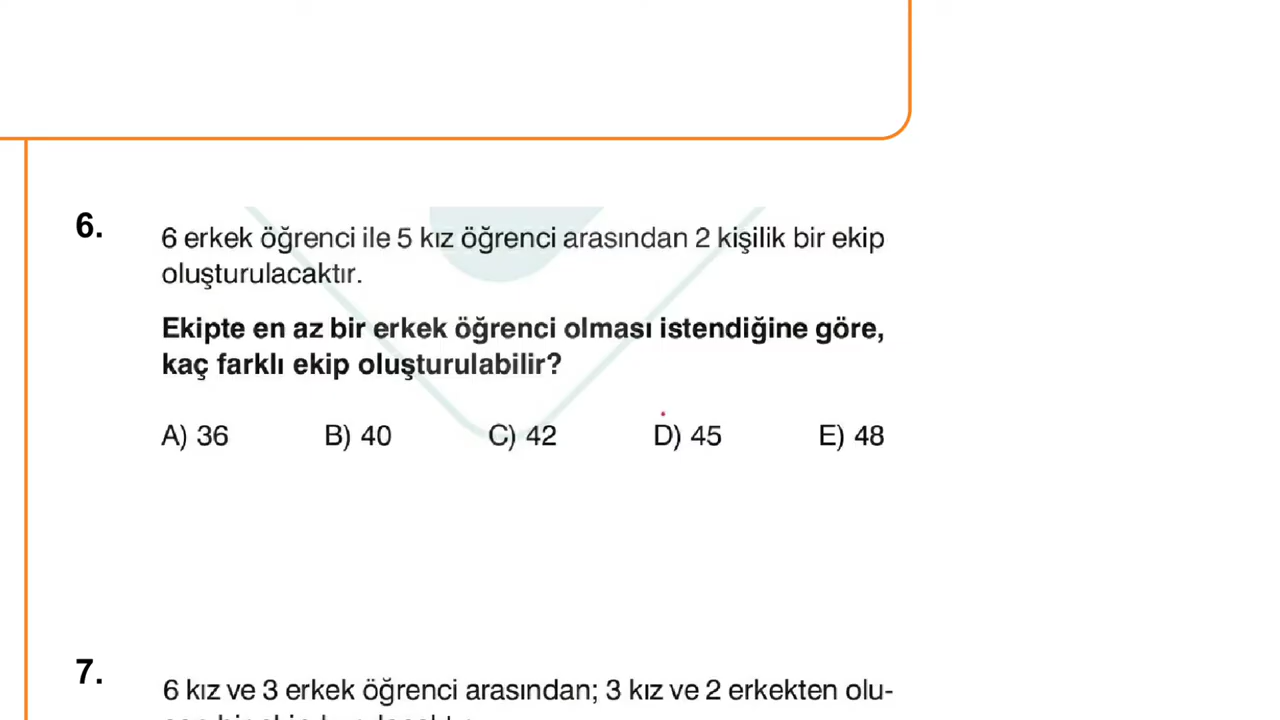 6.
6 erkek öğrenci ile 5 kız öğrenci arasından 2 kişilik bir ekip
oluşturulacaktır.
Ekipte en az bir erkek öğrenci olması istendiğine göre,
kaç farklı ekip oluşturulabilir?
A) 36 B) 40 C) 42 D) 45 E) 48
7.
6 kız ve 3 erkek öğrenci arasından; 3 kız ve 2 erkekten olu-